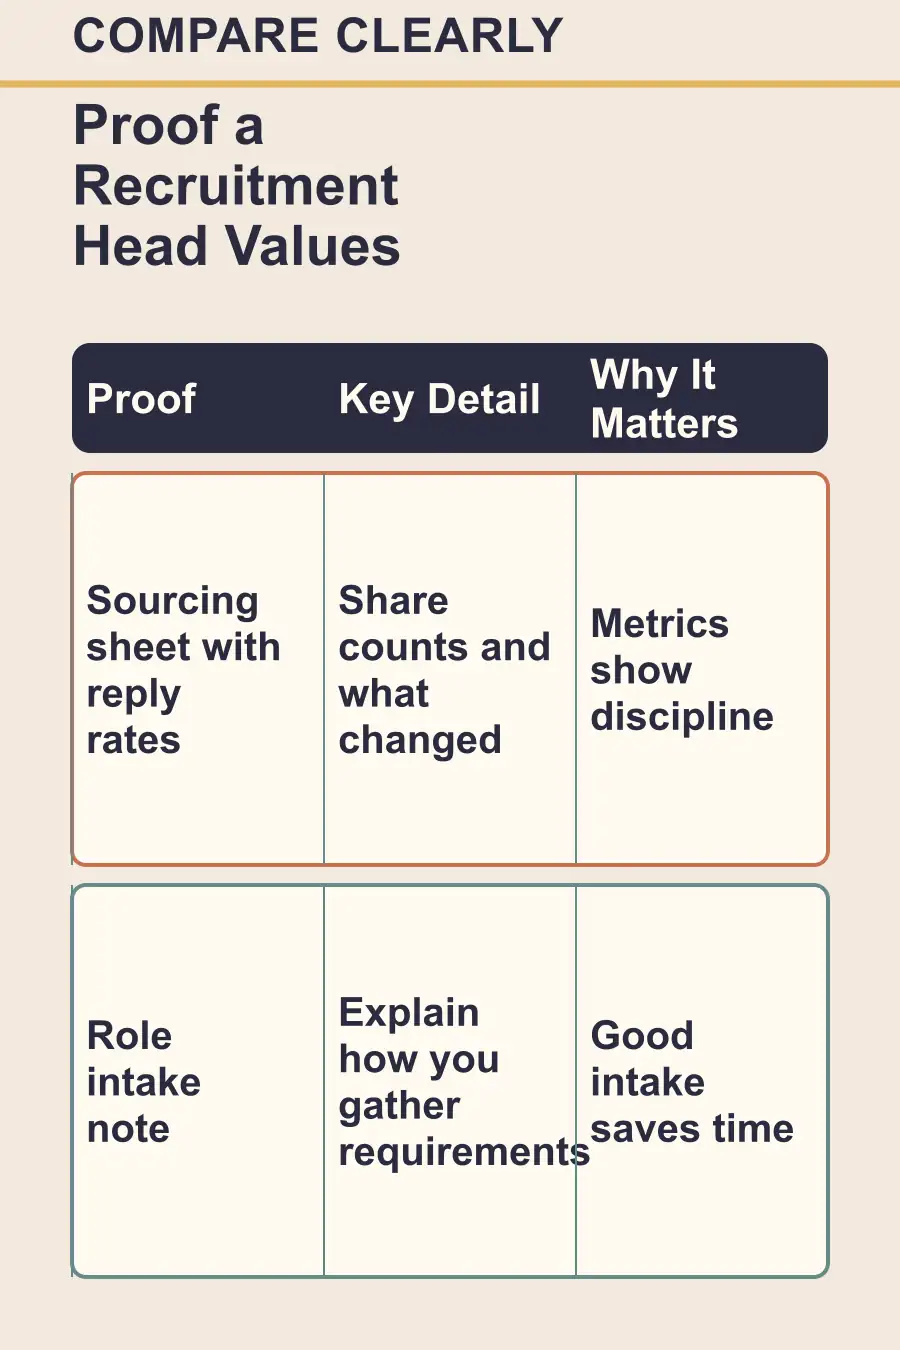 COMPARE CLEARLY
Proof a
Recruitment
Head Values
Proof
Key Detail
Why It
Matters
Sourcing
sheet with
reply
rates
Share
counts and
what
changed
Metrics
show
discipline
Role
intake
note
Explain
how you
gather
requirements
Good
intake
saves time